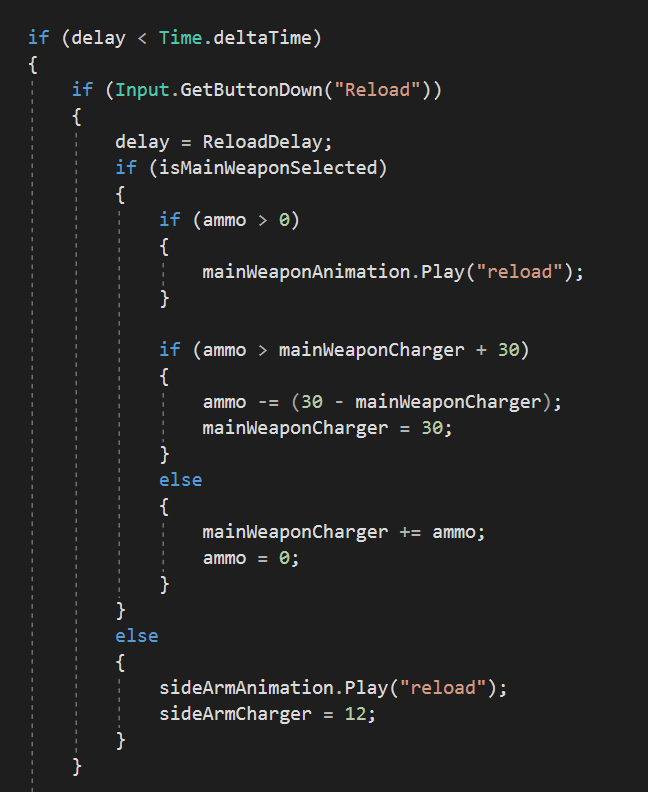 if (delay < Time.deltaTime)
{
    if (Input.GetButtonDown("Reload"))
    {
        delay = ReloadDelay;
        if (isMainWeaponSelected)
        {
            if (ammo > 0)
            {
                mainWeaponAnimation.Play("reload");
            }

            if (ammo > mainWeaponCharger + 30)
            {
                ammo -= (30 - mainWeaponCharger);
                mainWeaponCharger = 30;
            }
            else
            {
                mainWeaponCharger += ammo;
                ammo = 0;
            }
        }
        else
        {
            sideArmAnimation.Play("reload");
            sideArmCharger = 12;
        }
    }